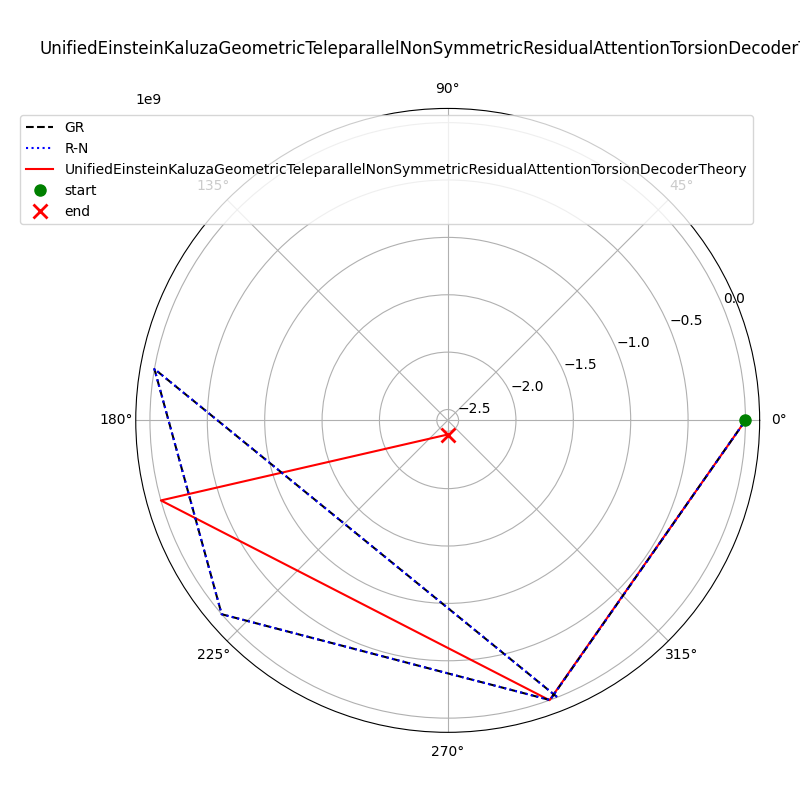 UnifiedEinsteinKaluzaGeometricTeleparallelNonSymmetricResidualAttentionTorsionDecoderT
90°
1e9
GR
R-N
UnifiedEinsteinKaluzaGeometricTeleparallelNonSymmetricResidualAttentionTorsionDecoderTheory
135°
start
45°
end
0.0
−0.5
−1.0
−1.5
−2.0
−2.5
180°
0°
225°
315°
270°